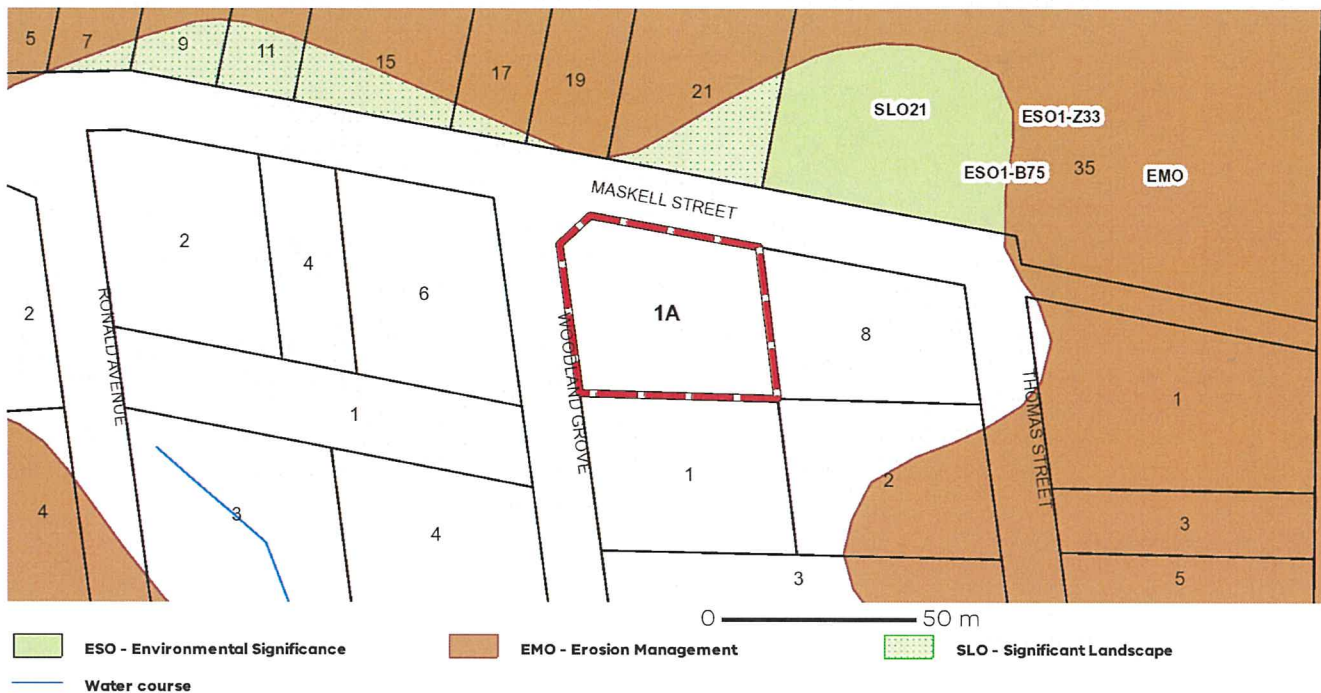 5
7
9
11
15
17
19
21
SLO21
ESO1-Z33
ESO1-B75
35
EMO
MASKELL STREET
2
4
6
1A
8
2
RONALD AVENUE
WOODLAND GROVE
THOMAS STREET
1
1
1
2
4
3
4
3
3
5
0 50 m
ESO - Environmental Significance
EMO - Erosion Management
SLO - Significant Landscape
Water course